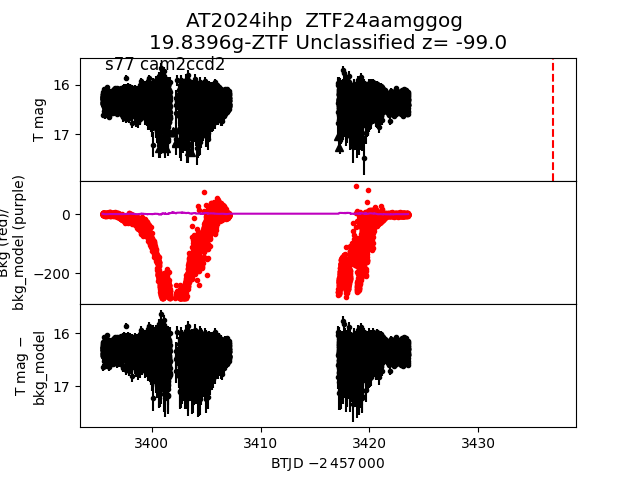 AT2024ihp  ZTF24aamggog
19.8396g-ZTF Unclassified z= -99.0
s77 cam2ccd2
16
17
T mag
0
−200
Bkg (red)/
bkg_model (purple)
16
17
T mag −
bkg_model
3400
3410
3420
3430
BTJD −2 457 000